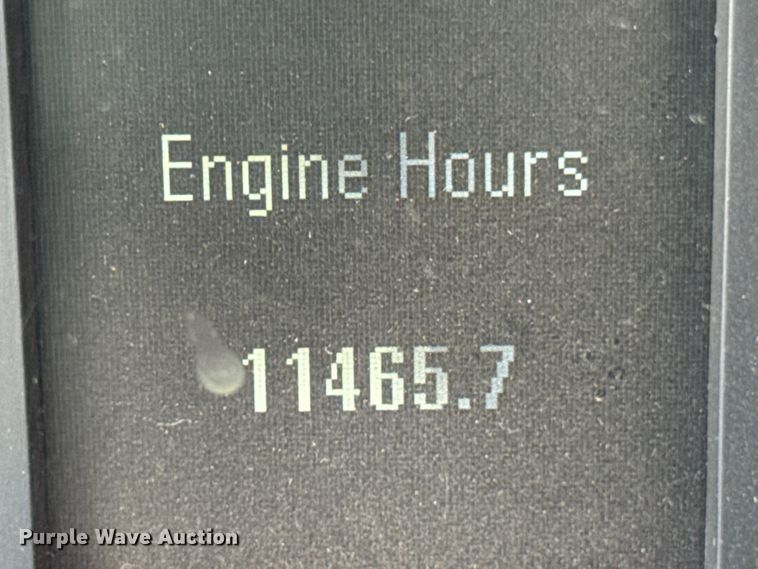 Engine Hours
11465.7
Purple Wave Auction